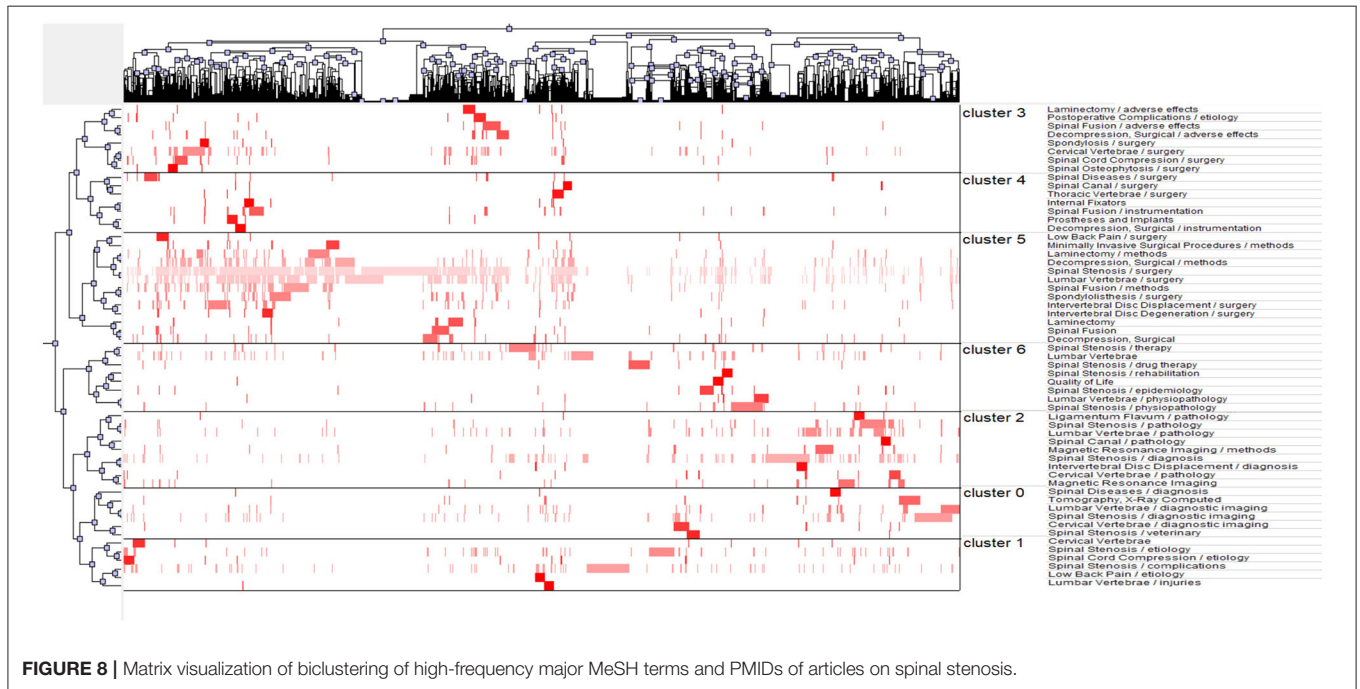 cluster 3
Laminectomy / adverse effects
Postoperative Complications / etiology
Spinal Fusion / adverse effects
Decompression, Surgical / adverse effects
Spondylosis / surgery
Cervical Vertebrae / surgery
Spinal Cord Compression / surgery
Spinal Osteophytosis / surgery
cluster 4
Spinal Diseases / surgery
Spinal Canal / surgery
Thoracic Vertebrae / surgery
Internal Fixators
Spinal Fusion / instrumentation
Prostheses and Implants
Decompression, Surgical / instrumentation
cluster 5
Low Back Pain / surgery
Minimally Invasive Surgical Procedures / methods
Laminectomy / methods
Decompression, Surgical / methods
Spinal Stenosis / surgery
Lumbar Vertebrae / surgery
Spinal Fusion / methods
Spondylolisthesis / surgery
Intervertebral Disc Displacement / surgery
Intervertebral Disc Degeneration / surgery
Laminectomy
Spinal Fusion
Decompression, Surgical
cluster 6
Spinal Stenosis / therapy
Lumbar Vertebrae
Spinal Stenosis / drug therapy
Spinal Stenosis / rehabilitation
Quality of Life
Spinal Stenosis / epidemiology
Lumbar Vertebrae / physiopathology
Spinal Stenosis / physiopathology
cluster 2
Ligamentum Flavum / pathology
Spinal Stenosis / pathology
Lumbar Vertebrae / pathology
Spinal Canal / pathology
Magnetic Resonance Imaging / methods
Spinal Stenosis / diagnosis
Intervertebral Disc Displacement / diagnosis
Cervical Vertebrae / pathology
Magnetic Resonance Imaging
cluster 0
Spinal Diseases / diagnosis
Tomography, X-Ray Computed
Lumbar Vertebrae / diagnostic imaging
Spinal Stenosis / diagnostic imaging
Cervical Vertebrae / diagnostic imaging
Spinal Stenosis / veterinary
cluster 1
Cervical Vertebrae
Spinal Stenosis / etiology
Spinal Cord Compression / etiology
Spinal Stenosis / complications
Low Back Pain / etiology
Lumbar Vertebrae / injuries
FIGURE 8 | Matrix visualization of biclustering of high-frequency major MeSH terms and PMIDs of articles on spinal stenosis.